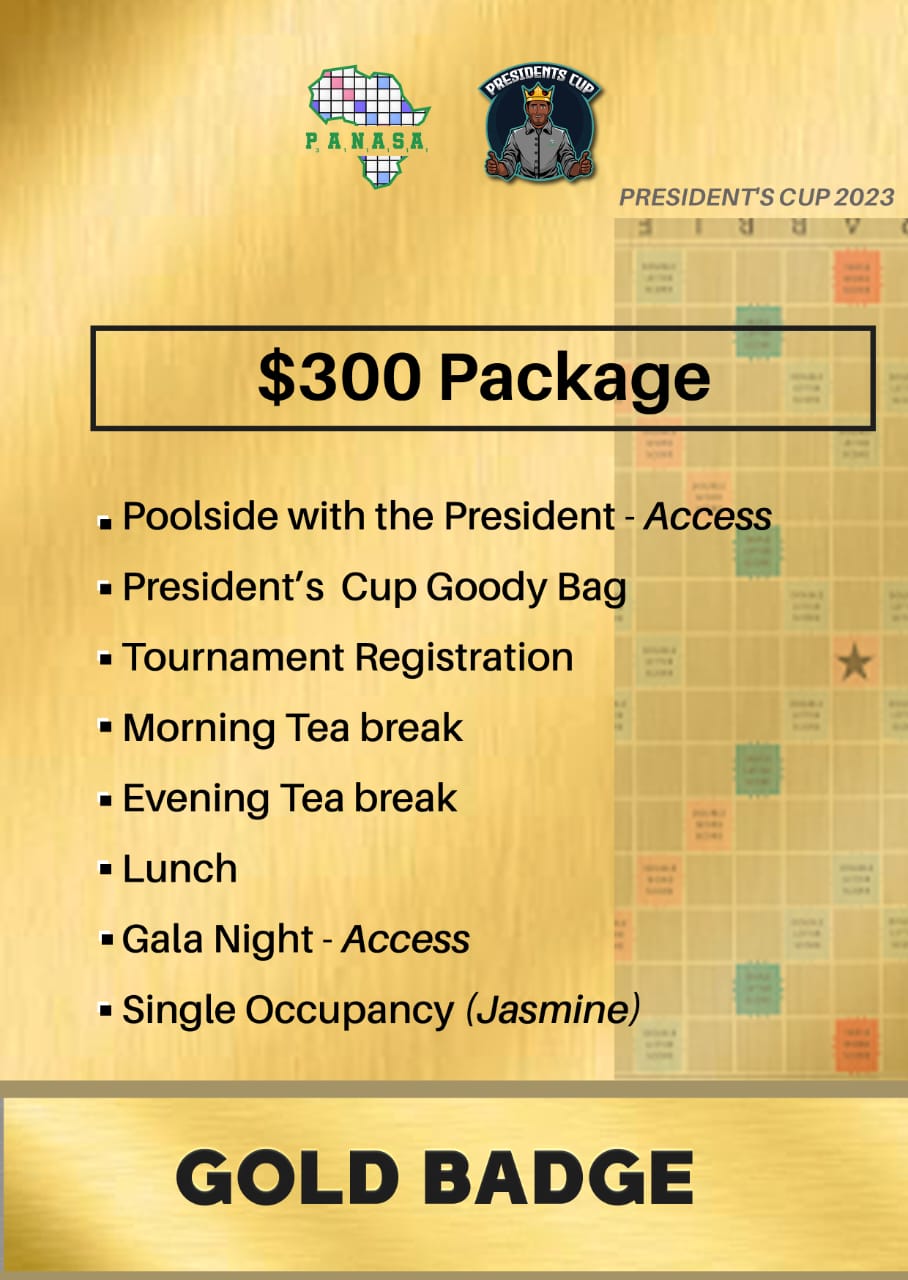 PANASA
PRESIDENTS CUP
PRESIDENT'S CUP 2023
$300 Package
▪ Poolside with the President - Access
▪ President’s Cup Goody Bag
▪ Tournament Registration
▪ Morning Tea break
▪ Evening Tea break
▪ Lunch
▪ Gala Night - Access
▪ Single Occupancy (Jasmine)
GOLD BADGE